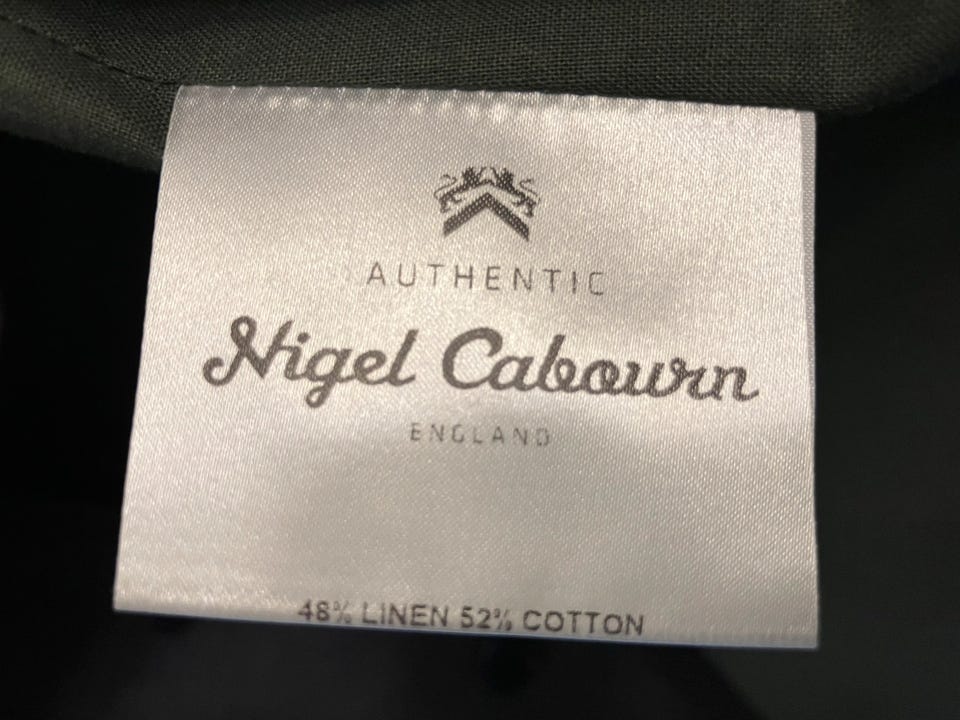 AUTHENTIC
Nigel Cabourn
ENGLAND
48% LINEN 52% COTTON